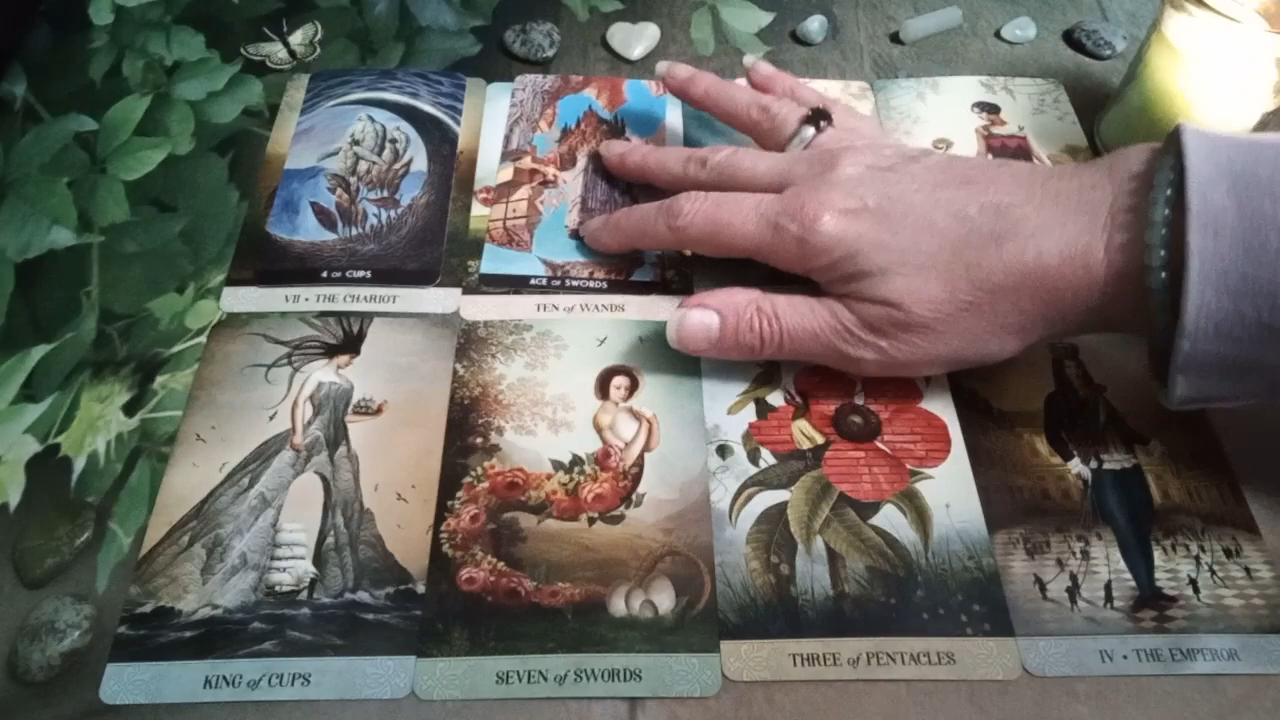 4 OF CUPS
ACE OF SWORDS
VII • THE CHARIOT
TEN of WANDS
KING of CUPS
SEVEN of SWORDS
THREE of PENTACLES
IV • THE EMPEROR